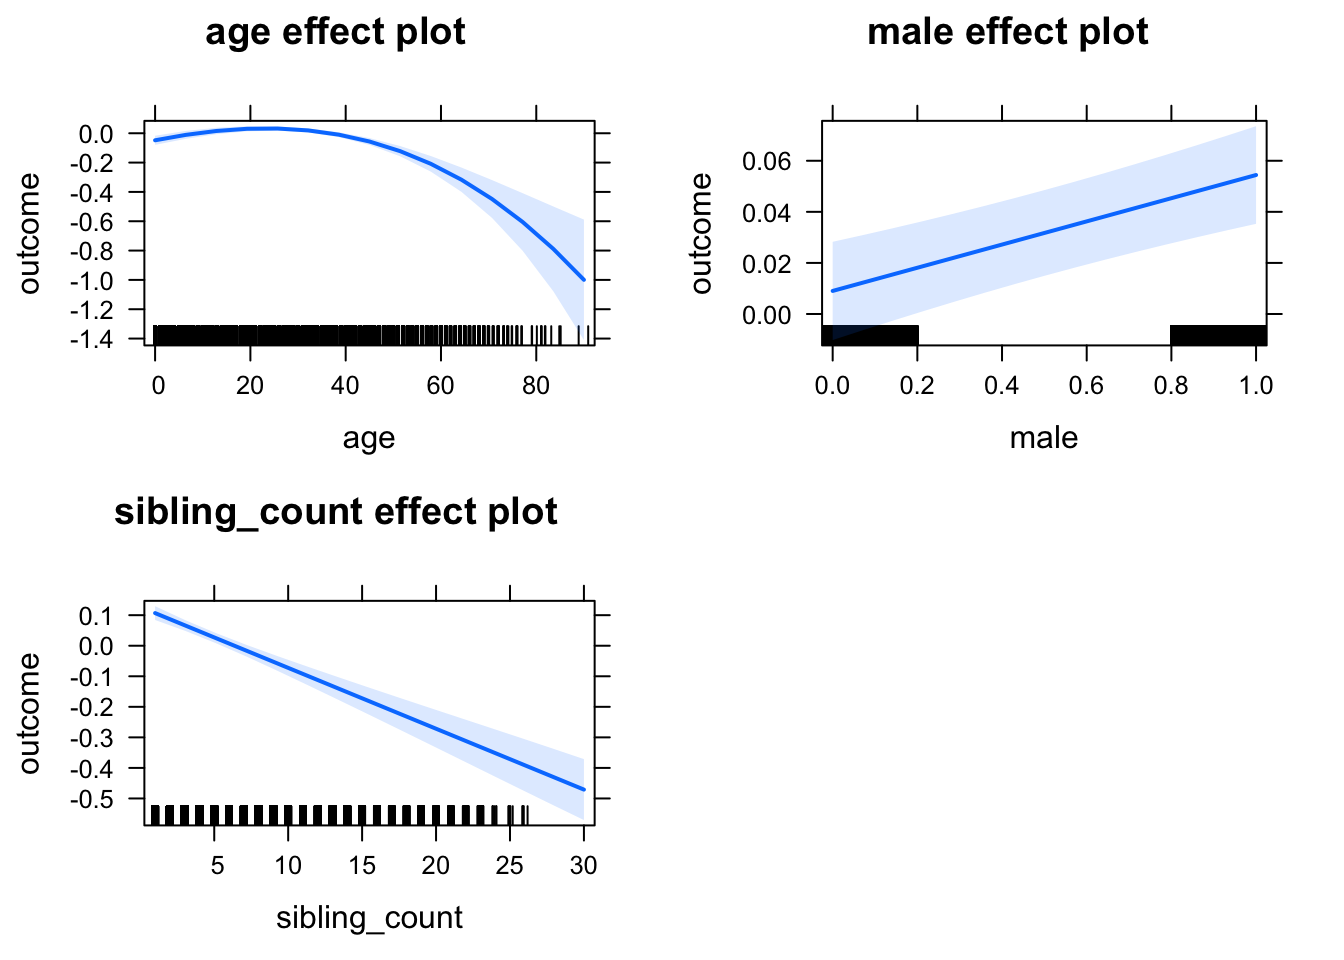 age effect plot
outcome
0.0
-0.2
-0.4
-0.6
-0.8
-1.0
-1.2
-1.4
0 20 40 60 80
age
male effect plot
outcome
0.06
0.04
0.02
0.00
0.0 0.2 0.4 0.6 0.8 1.0
male
sibling_count effect plot
outcome
0.1
0.0
-0.1
-0.2
-0.3
-0.4
-0.5
5 10 15 20 25 30
sibling_count